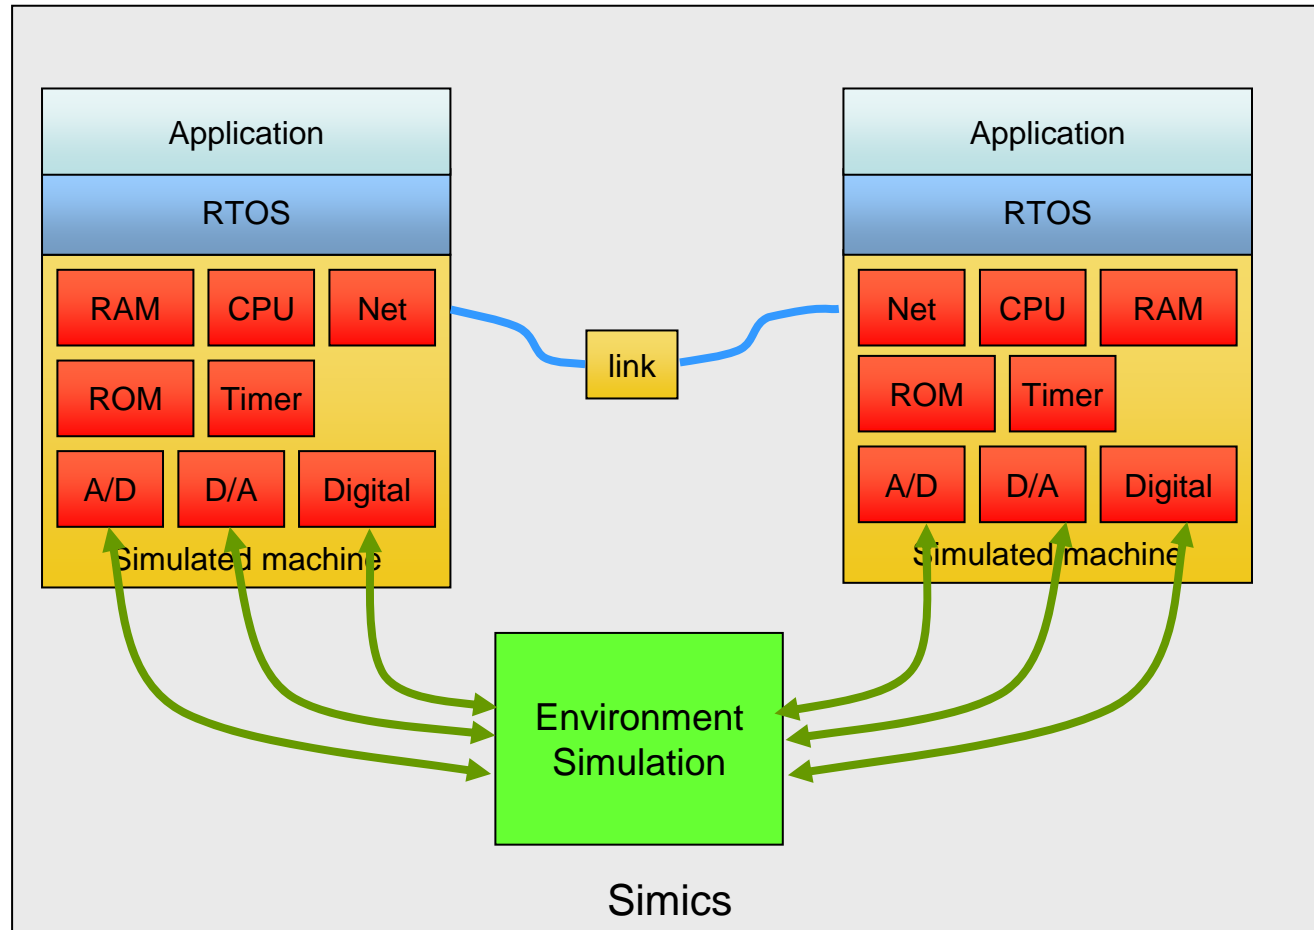 Application
RTOS
RAM
CPU
Net
ROM
Timer
A/D
D/A
Digital
Simulated machine
link
Application
RTOS
Net
CPU
RAM
ROM
Timer
A/D
D/A
Digital
Simulated machine
Environment
Simulation
Simics